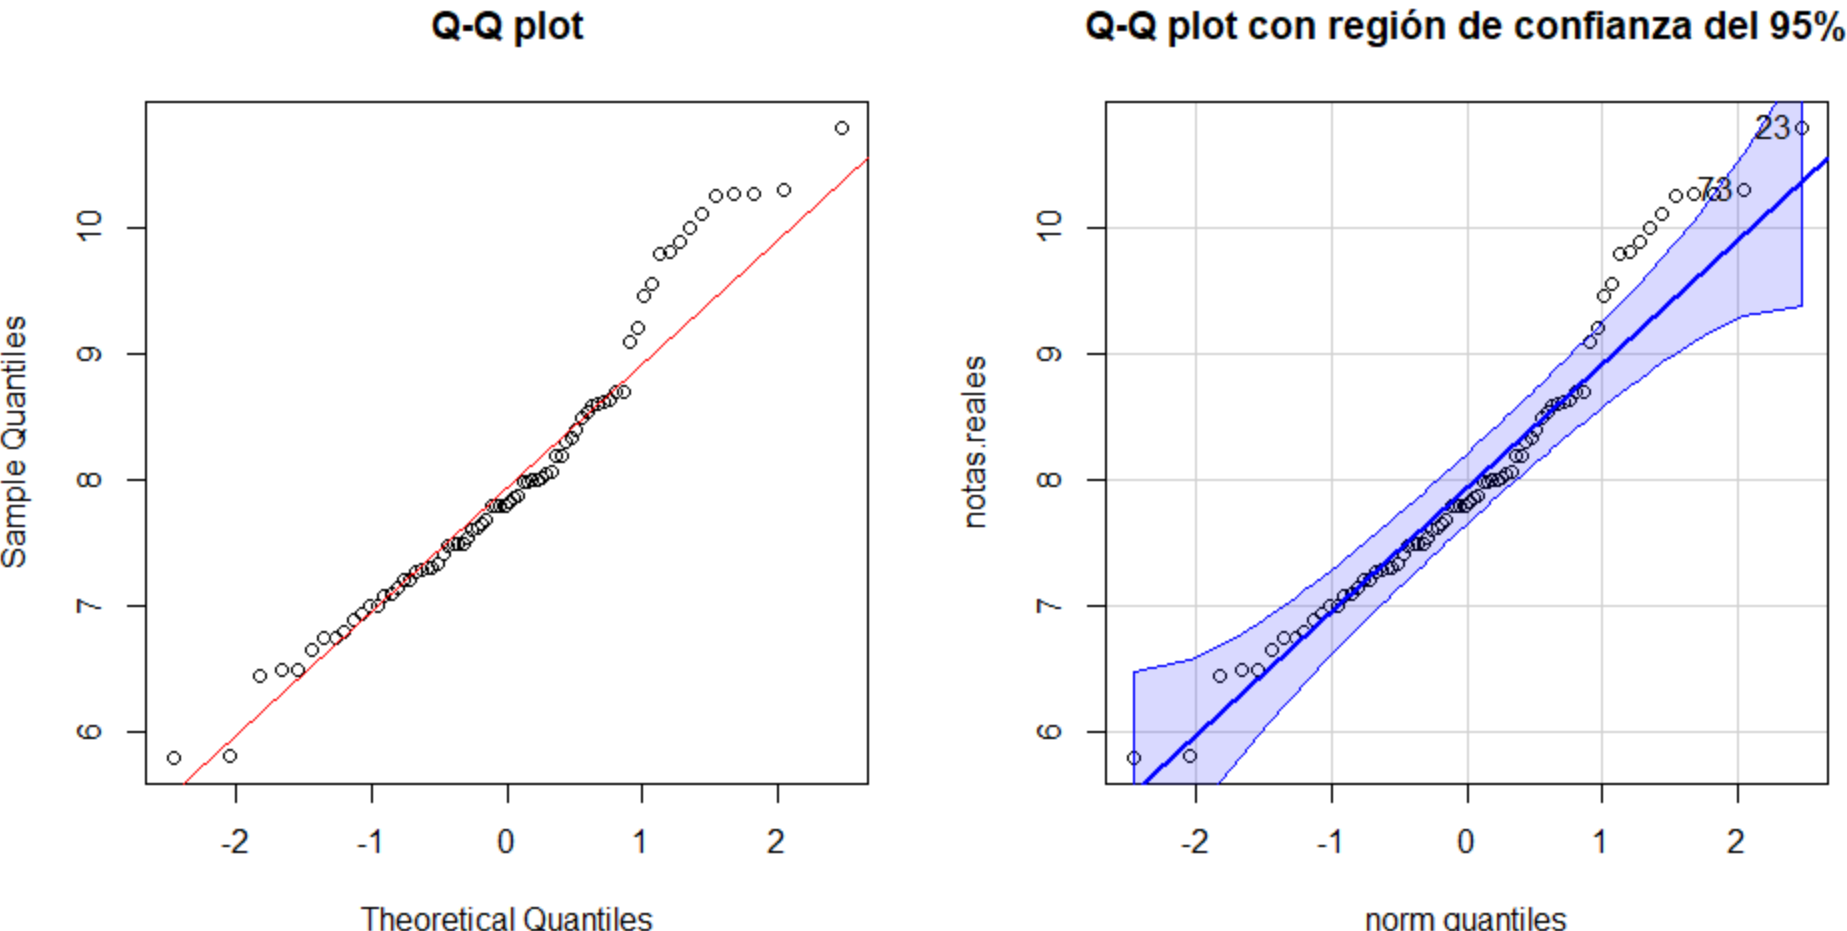 Q-Q plot
Sample Quantiles
10
9
8
7
6
-2 -1 0 1 2
Theoretical Quantiles
Q-Q plot con región de confianza del 95%
notas.reales
10
9
8
7
6
23
73
-2 -1 0 1 2
norm quantiles